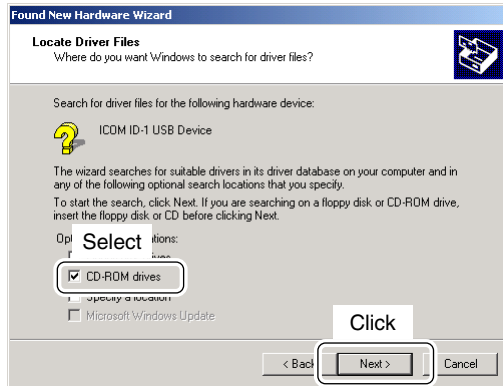 Found New Hardware Wizard
Locate Driver Files
Where do you want Windows to search for driver files?
Search for driver files for the following hardware device:
ICOM ID-1 USB Device
The wizard searches for suitable drivers in its driver database on your computer and in
any of the following optional search locations that you specify.
To start the search, click Next. If you are searching on a floppy disk or CD-ROM drive,
insert the floppy disk or CD before clicking Next.
Select
CD-ROM drives
Specify a location
Microsoft Windows Update
Click
< Back
Next >
Cancel